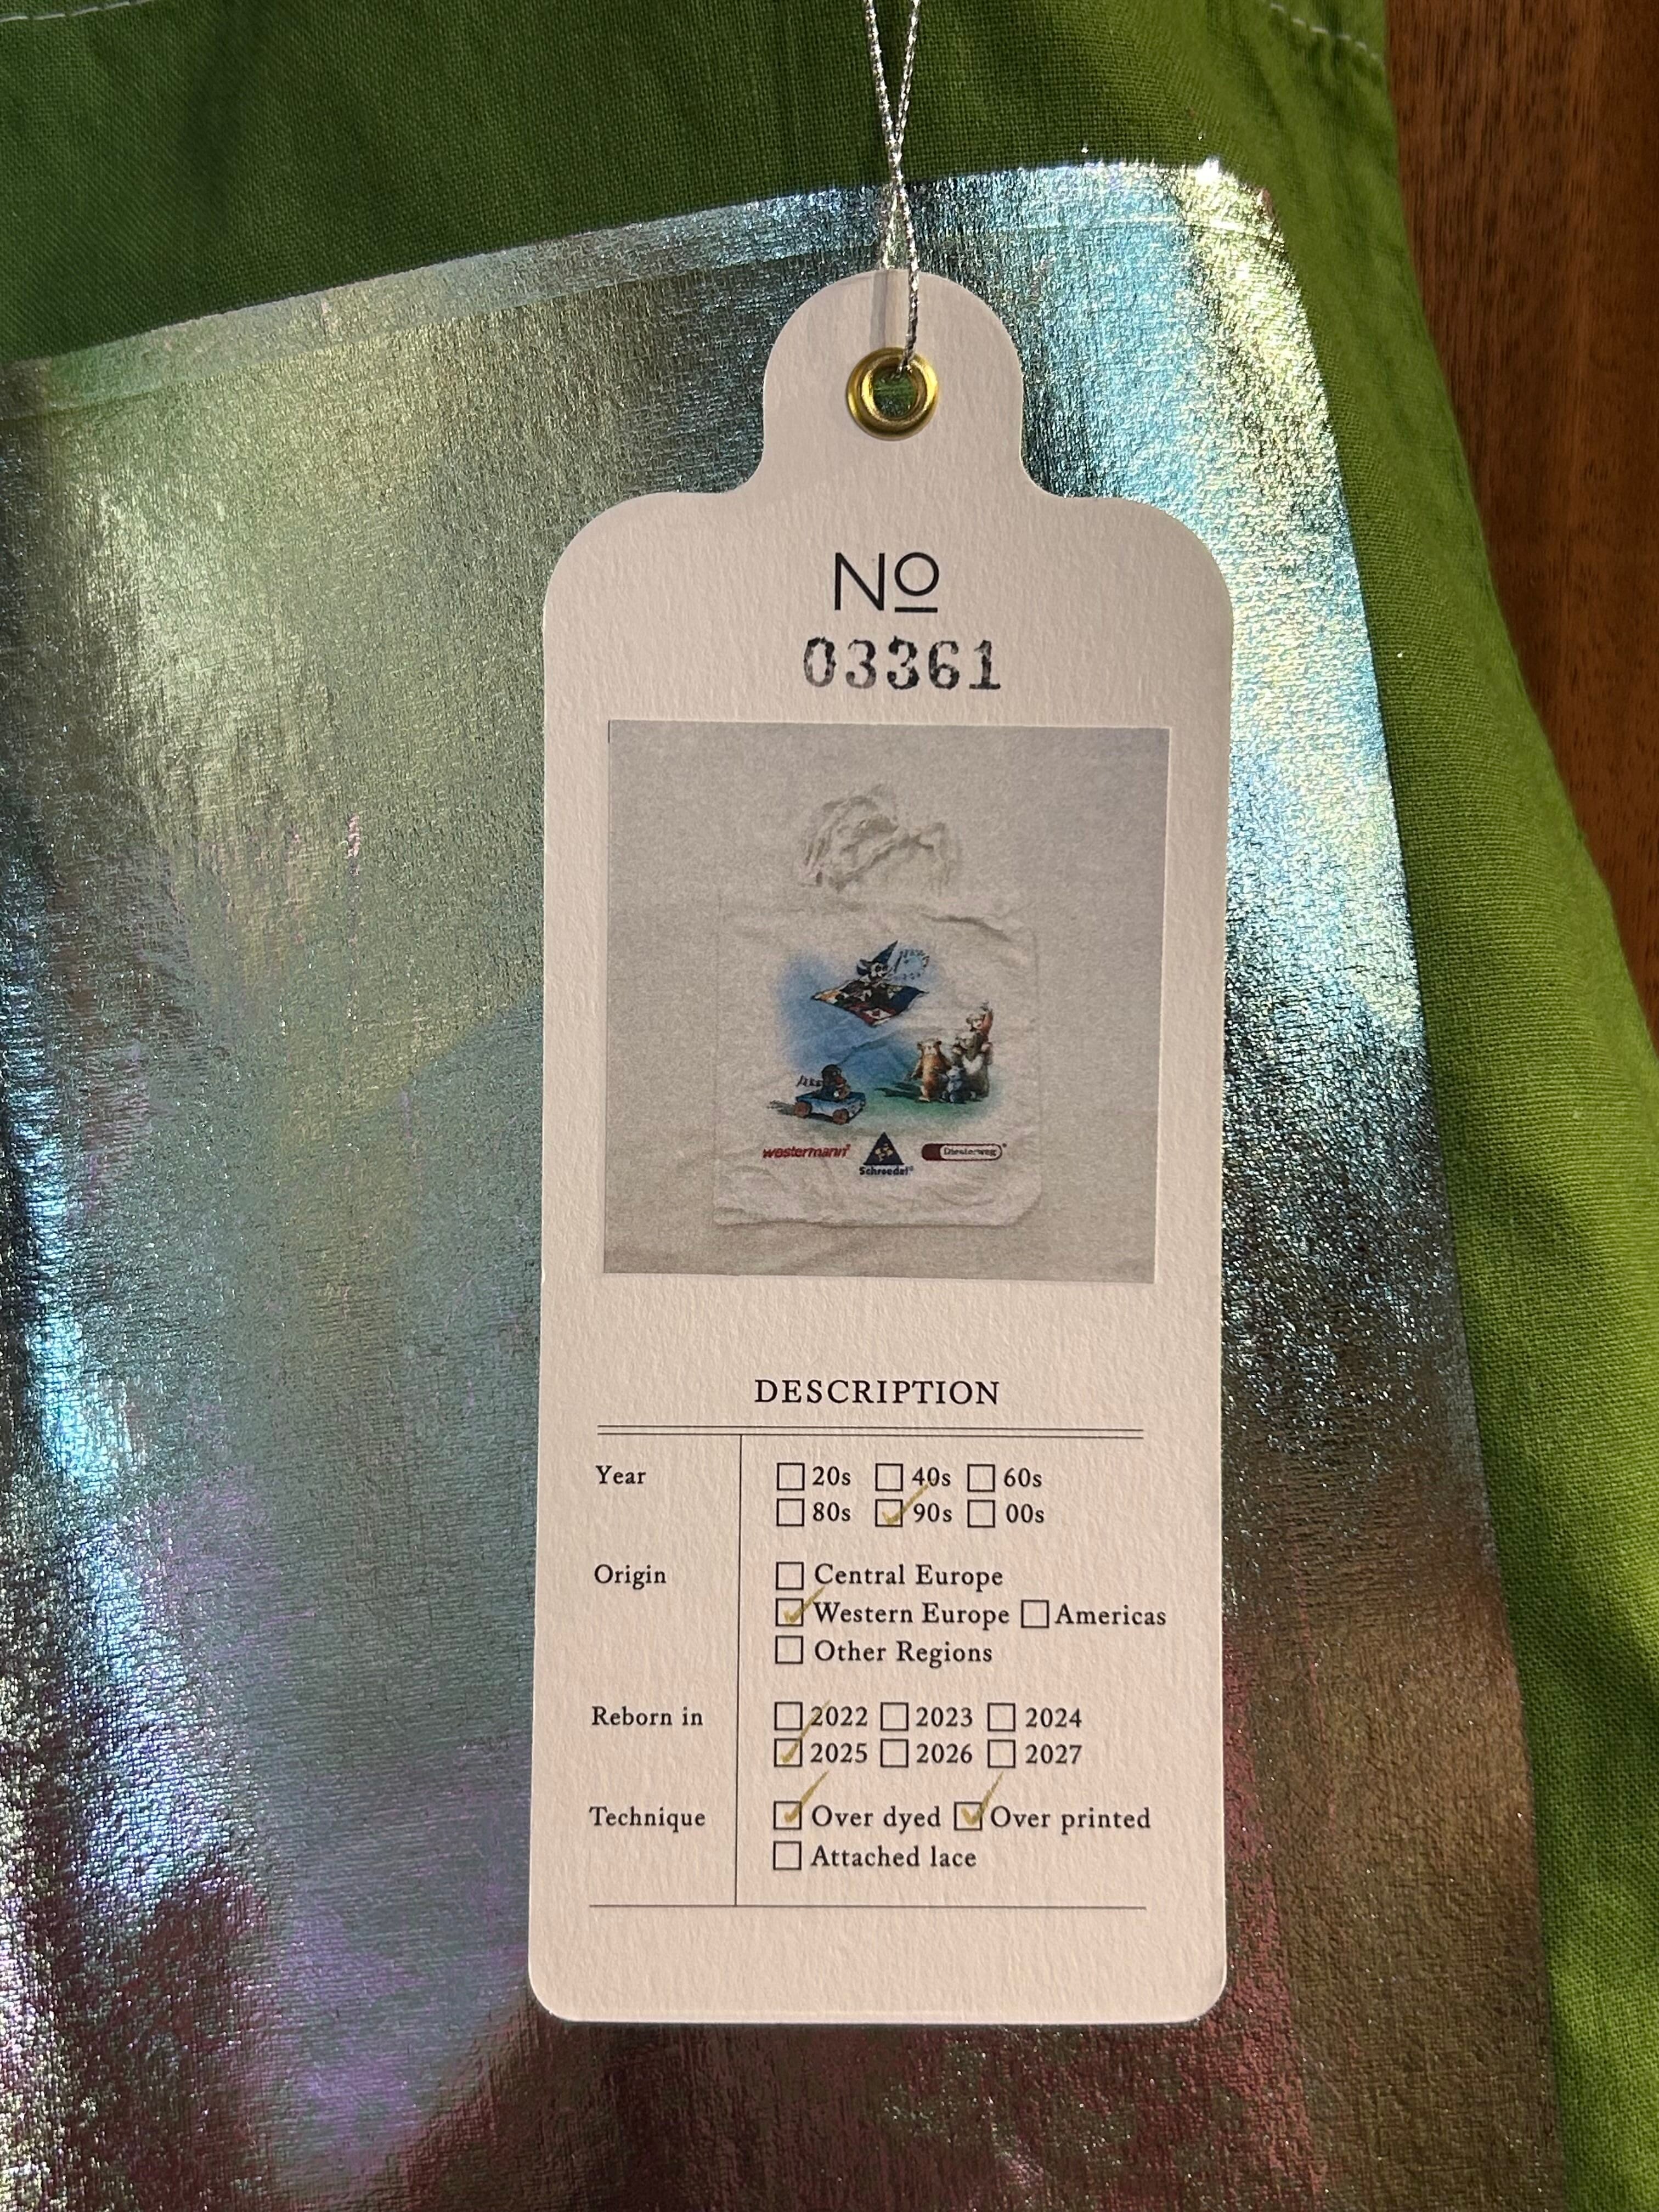 No
03361
westermann® Schroedel® Diesterweg®
DESCRIPTION
Year
20s 40s 60s
80s 90s 00s
Origin
Central Europe
Western Europe Americas
Other Regions
Reborn in
2022 2023 2024
2025 2026 2027
Technique
Over dyed Over printed
Attached lace